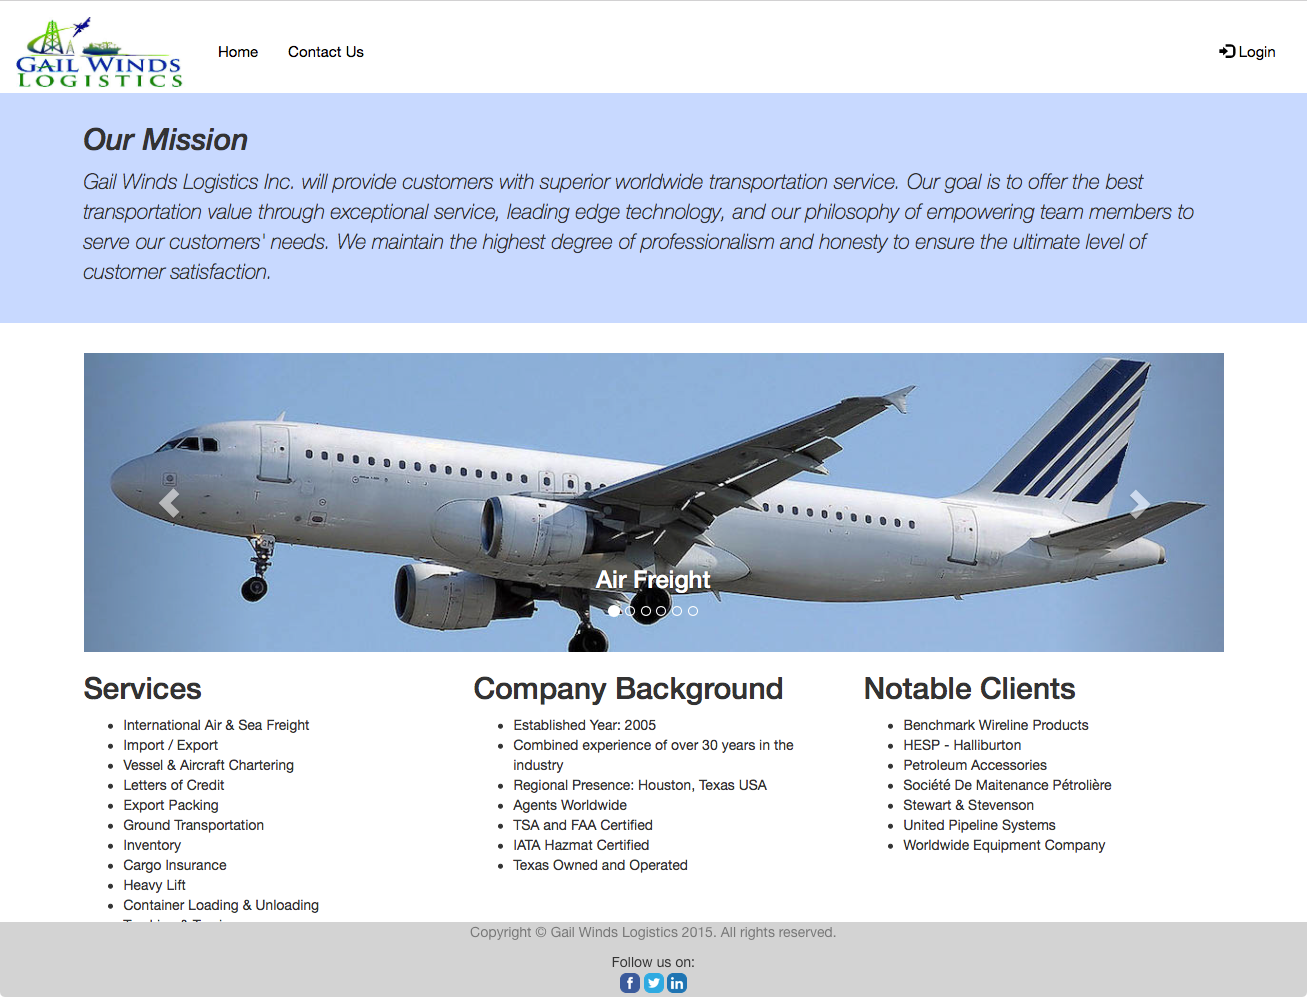 GAIL WINDS
LOGISTICS
Home
Contact Us
Login
Our Mission
Gail Winds Logistics Inc. will provide customers with superior worldwide transportation service. Our goal is to offer the best
transportation value through exceptional service, leading edge technology, and our philosophy of empowering team members to
serve our customers' needs. We maintain the highest degree of professionalism and honesty to ensure the ultimate level of
customer satisfaction.
Air Freight
Services
International Air & Sea Freight
Import / Export
Vessel & Aircraft Chartering
Letters of Credit
Export Packing
Ground Transportation
Inventory
Cargo Insurance
Heavy Lift
Container Loading & Unloading
Company Background
Established Year: 2005
Combined experience of over 30 years in the
industry
Regional Presence: Houston, Texas USA
Agents Worldwide
TSA and FAA Certified
IATA Hazmat Certified
Texas Owned and Operated
Notable Clients
Benchmark Wireline Products
HESP - Halliburton
Petroleum Accessories
Société De Maitenance Pétrolière
Stewart & Stevenson
United Pipeline Systems
Worldwide Equipment Company
Copyright © Gail Winds Logistics 2015. All rights reserved.
Follow us on: